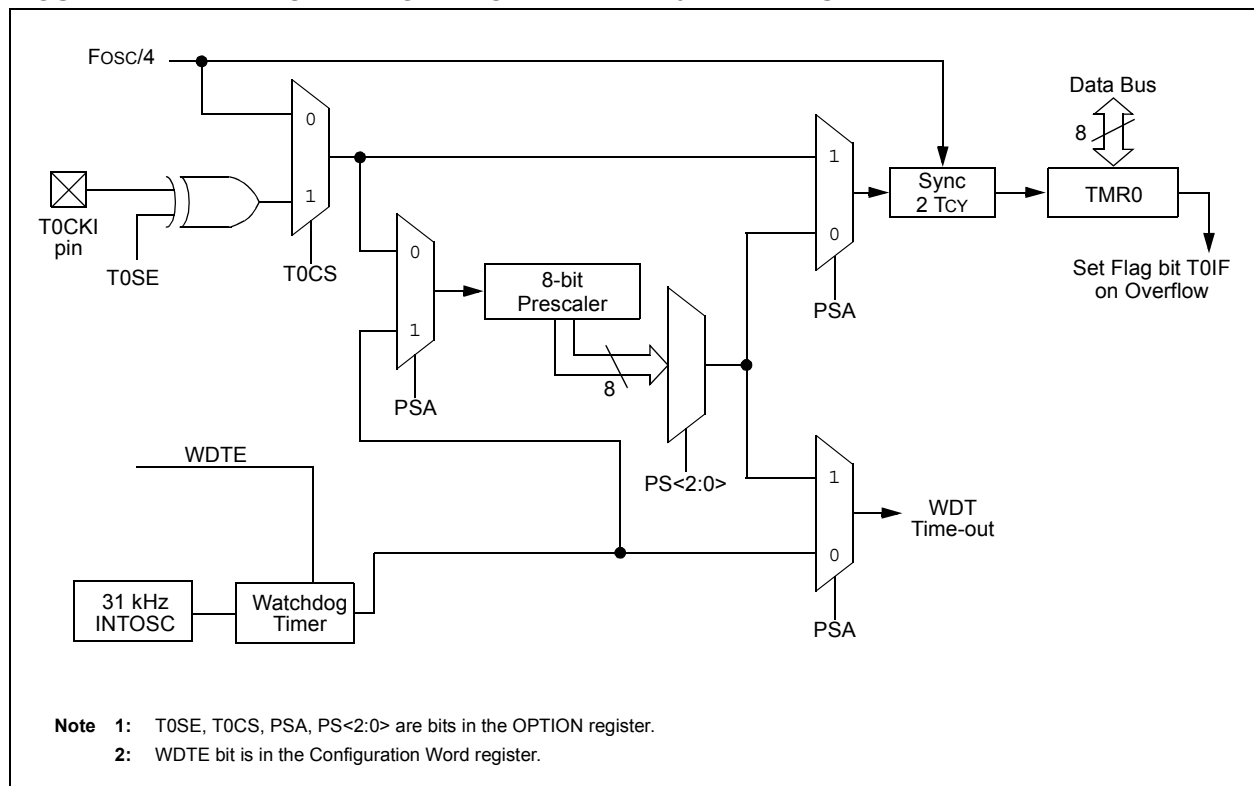 FOSC/4
Data Bus
8
0
1
1
T0CKI
pin
T0SE
T0CS
Sync
2 TCY
TMR0
0
0
8-bit
Prescaler
Set Flag bit T0IF
on Overflow
PSA
1
8
PSA
WDTE
PS<2:0>
1
WDT
Time-out
0
31 kHz
INTOSC
Watchdog
Timer
PSA
Note 1: T0SE, T0CS, PSA, PS<2:0> are bits in the OPTION register.
2: WDTE bit is in the Configuration Word register.